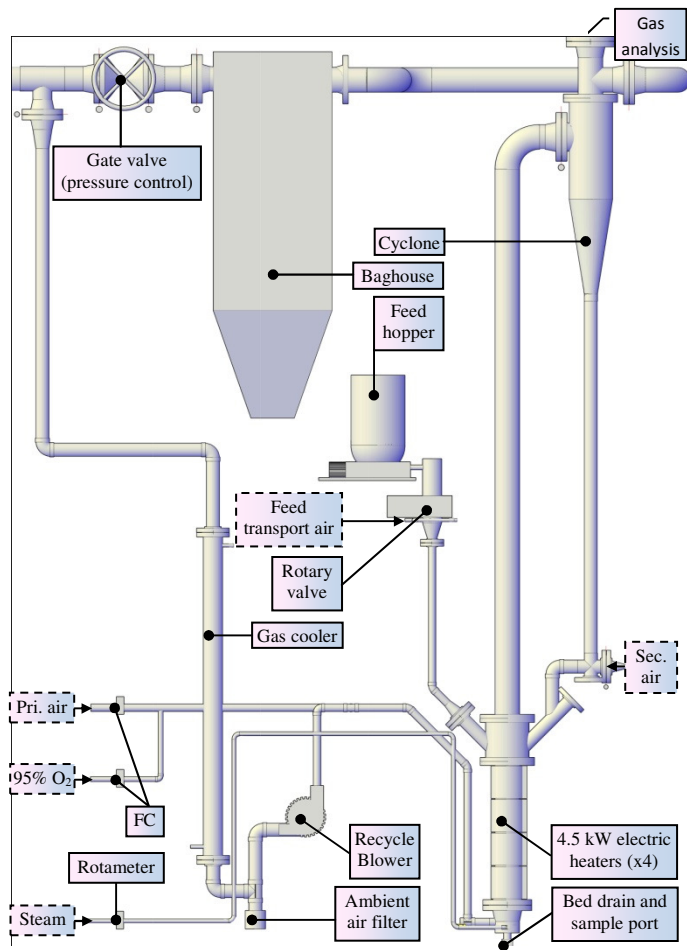 Gas
analysis
Gate valve
(pressure control)
Cyclone
Baghouse
Feed
hopper
Feed
transport air
Rotary
valve
Gas cooler
Sec.
air
Pri. air
95% O₂
FC
Recycle
Blower
4.5 kW electric
heaters (x4)
Rotameter
Steam
Ambient
air filter
Bed drain and
sample port